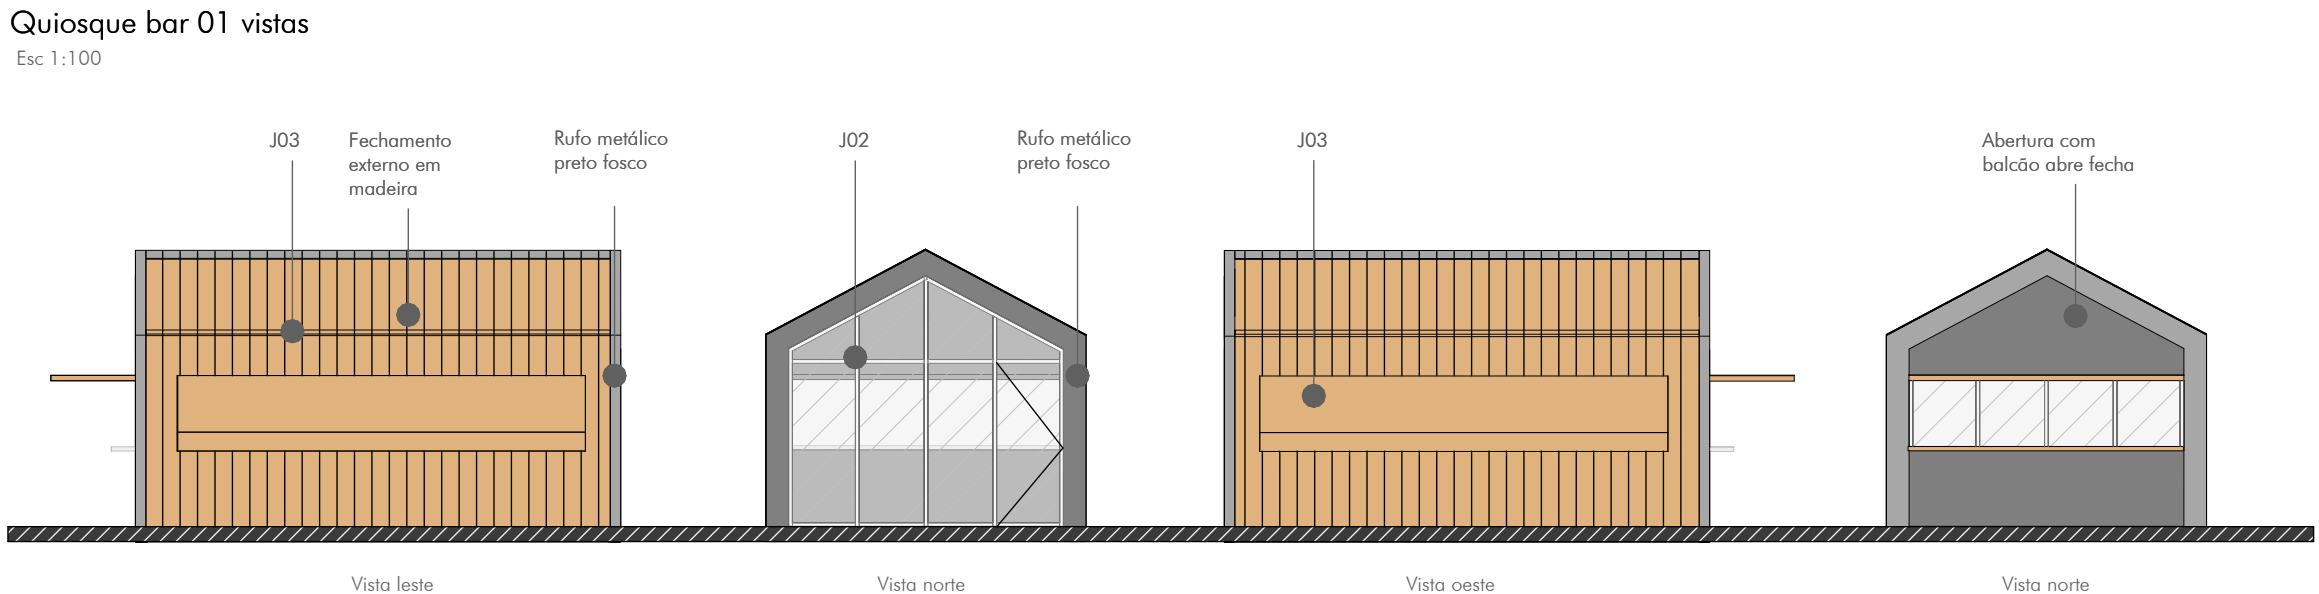 Quiosque bar 01 vistas
Esc 1:100
J03
Fechamento
externo em
madeira
Rufo metálico
preto fosco
J02
Rufo metálico
preto fosco
J03
Abertura com
balcão abre fecha
Vista leste
Vista norte
Vista oeste
Vista norte